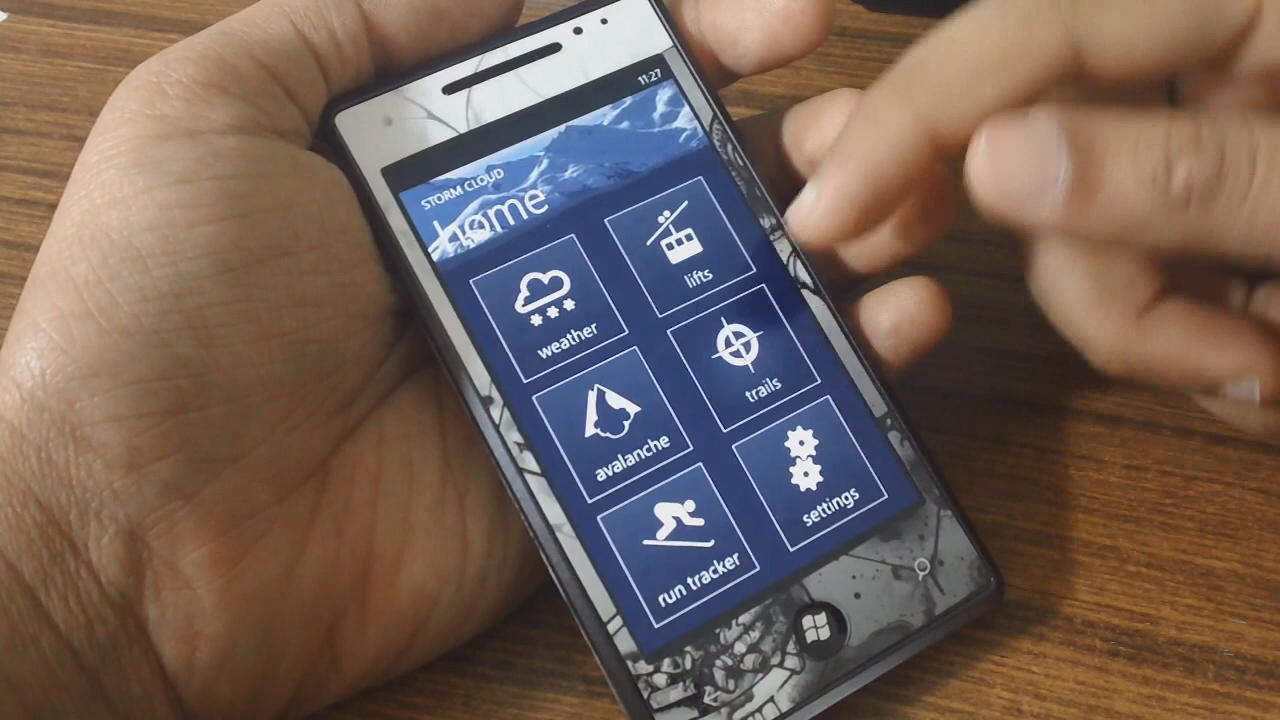 11:27
STORM CLOUD
home
weather
lifts
avalanche
trails
run tracker
settings